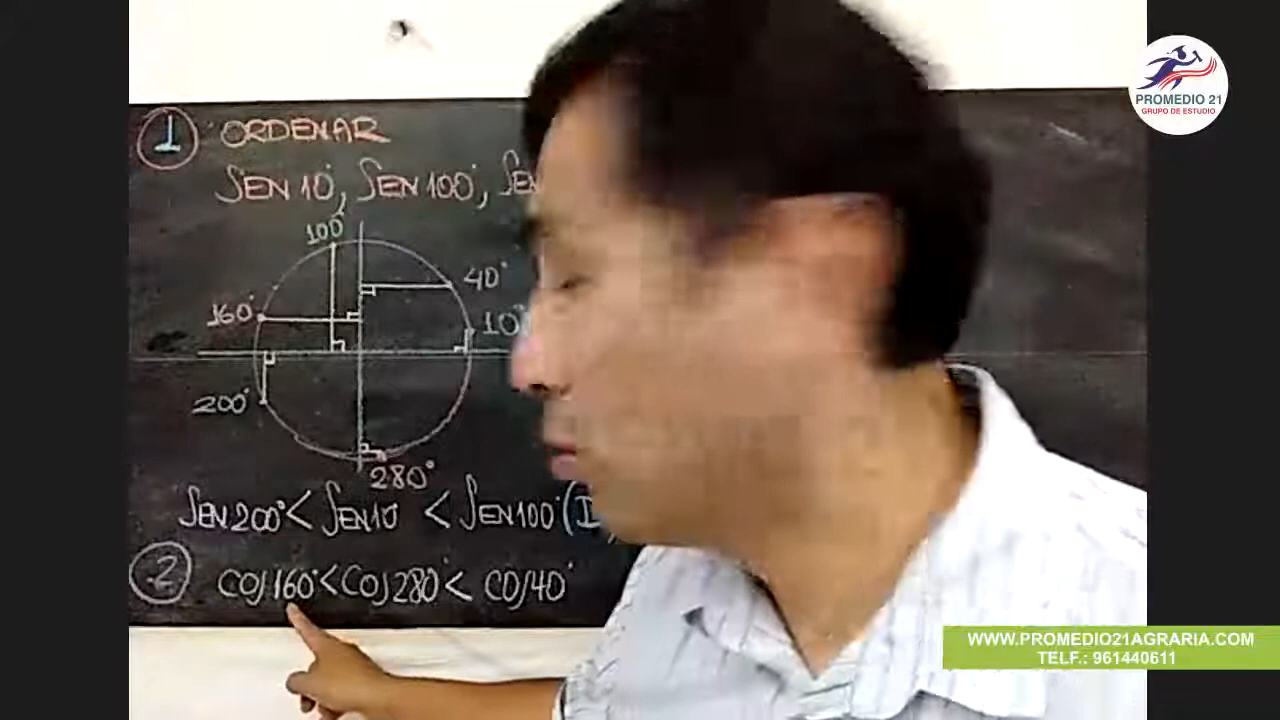 1 ORDENAR
SEN 10°, SEN 100°, SEN
100°
40°
160°
10°
200°
280°
SEN 200° < SEN 10 < SEN 100° (I
2 COS 160° < COS 280° < COS 40°
PROMEDIO 21
GRUPO DE ESTUDIO
WWW.PROMEDIO21AGRARIA.COM
TELF.: 961440611